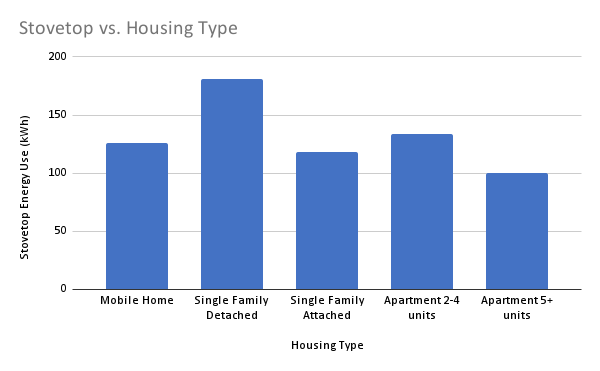 Stovetop vs. Housing Type
Stovetop Energy Use (kWh)
200
150
100
50
0
Mobile Home
Single Family
Detached
Single Family
Attached
Apartment 2-4
units
Apartment 5+
units
Housing Type